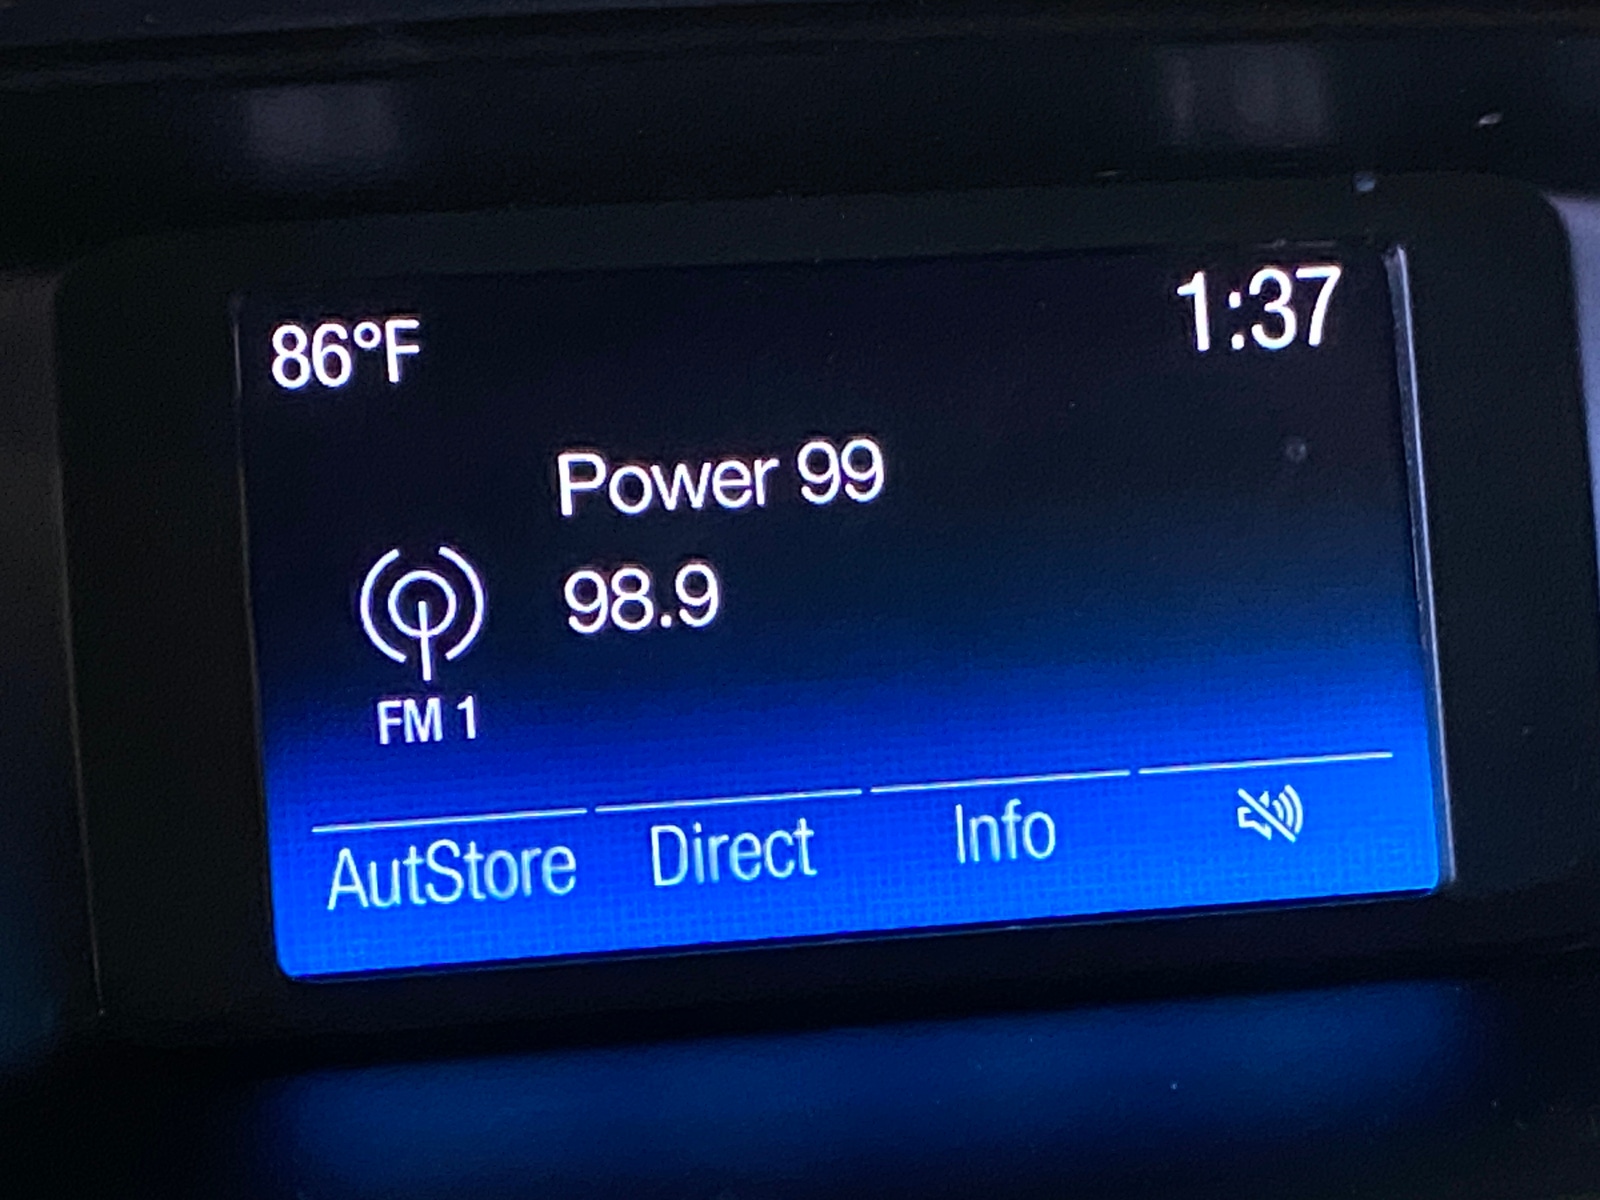 86°F
1:37
Power 99
98.9
FM 1
AutStore
Direct
Info